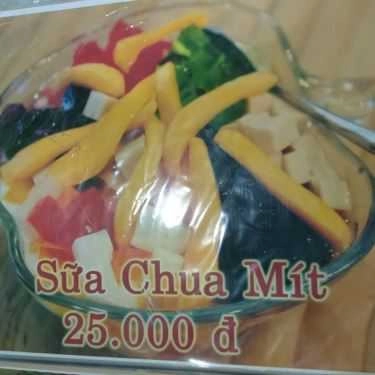 Sữa Chua Mít
25.000 đ